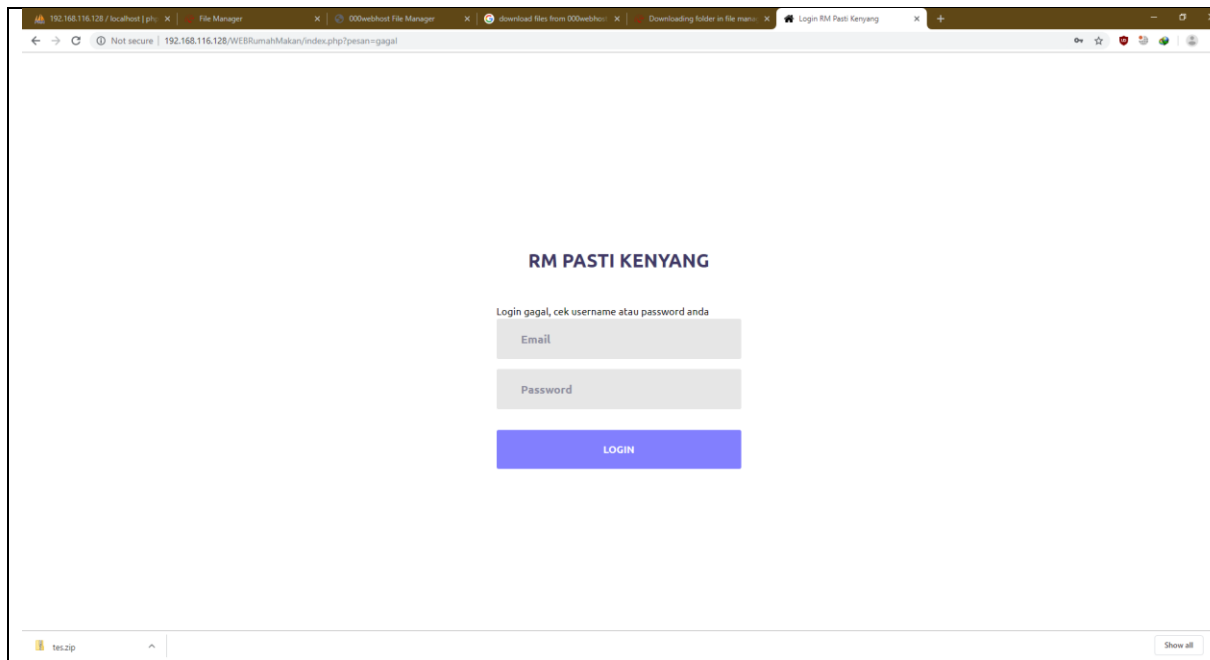 192.168.116.128 / localhost | php
File Manager
000webhost File Manager
download files from 000webhost
Downloading folder in file mana
Login RM Pasti Kenyang
Not secure | 192.168.116.128/WEBRumahMakan/index.php?pesan=gagal
RM PASTI KENYANG
Login gagal, cek username atau password anda
Email
Password
LOGIN
tes.zip
Show all